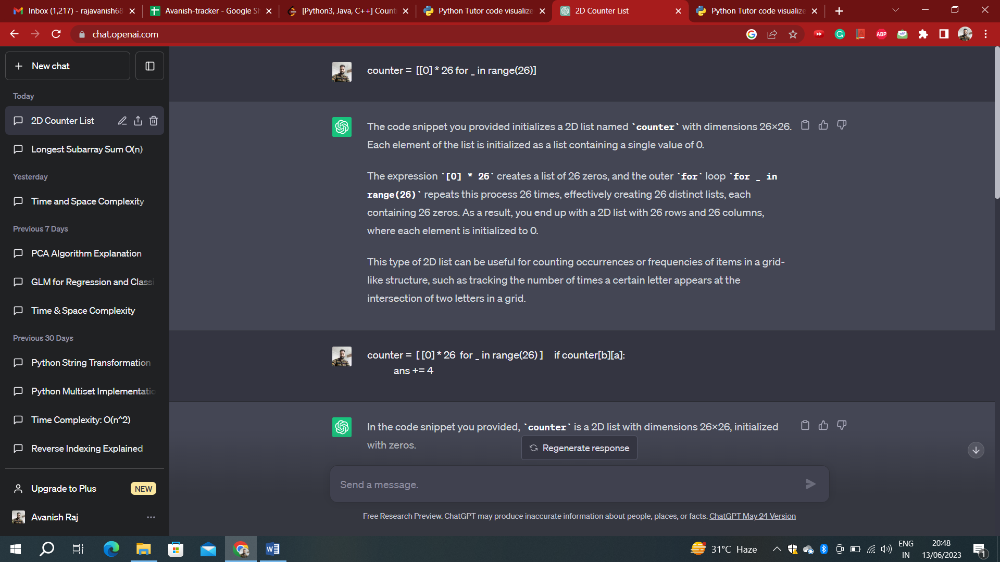 Inbox (1,217) - rajavanish68
Avanish-tracker - Google Sh
[Python3, Java, C++] Counti
Python Tutor code visualize
2D Counter List
Python Tutor code visualize
chat.openai.com
ABP
New chat
Today
2D Counter List
Longest Subarray Sum O(n)
Yesterday
Time and Space Complexity
Previous 7 Days
PCA Algorithm Explanation
GLM for Regression and Classi
Time & Space Complexity
Previous 30 Days
Python String Transformation
Python Multiset Implementatio
Time Complexity: O(n^2)
Reverse Indexing Explained
Upgrade to Plus NEW
Avanish Raj
counter = [[0] * 26 for _ in range(26)]
The code snippet you provided initializes a 2D list named `counter` with dimensions 26×26.
Each element of the list is initialized as a list containing a single value of 0.
The expression `[0] * 26` creates a list of 26 zeros, and the outer `for` loop `for _ in
range(26)` repeats this process 26 times, effectively creating 26 distinct lists, each
containing 26 zeros. As a result, you end up with a 2D list with 26 rows and 26 columns,
where each element is initialized to 0.
This type of 2D list can be useful for counting occurrences or frequencies of items in a grid-
like structure, such as tracking the number of times a certain letter appears at the
intersection of two letters in a grid.
counter = [ [0] * 26 for _ in range(26) ] if counter[b][a]:
ans += 4
In the code snippet you provided, `counter` is a 2D list with dimensions 26×26, initialized
with zeros.
Regenerate response
Send a message.
Free Research Preview. ChatGPT may produce inaccurate information about people, places, or facts. ChatGPT May 24 Version
31°C Haze
ENG
IN
20:48
13/06/2023
1